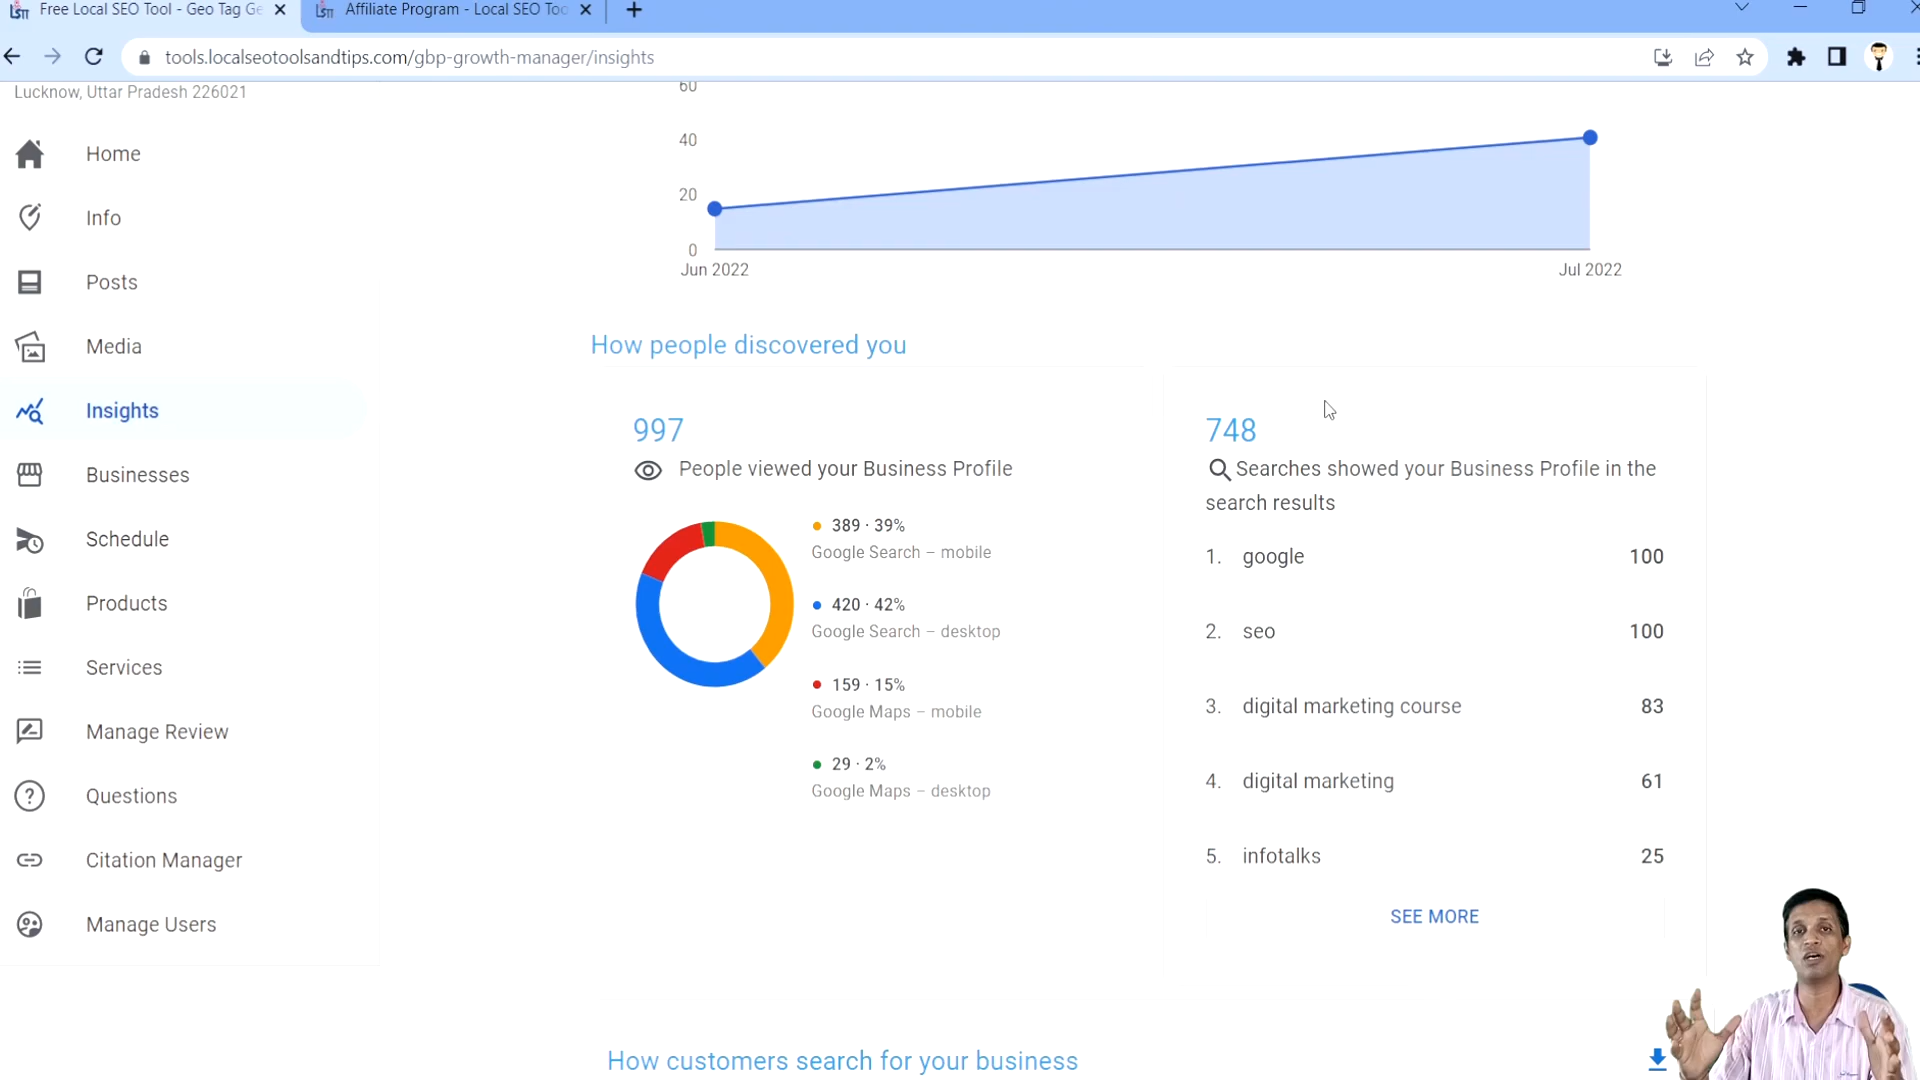 Free Local SEO Tool - Geo Tag Ge
Affiliate Program - Local SEO Too
tools.localseotoolsandtips.com/gbp-growth-manager/insights
Lucknow, Uttar Pradesh 226021
Home
Info
Posts
Media
Insights
Businesses
Schedule
Products
Services
Manage Review
Questions
Citation Manager
Manage Users
60
40
20
0
Jun 2022
Jul 2022
How people discovered you
997
People viewed your Business Profile
389 · 39%
Google Search – mobile
420 · 42%
Google Search – desktop
159 · 15%
Google Maps – mobile
29 · 2%
Google Maps – desktop
748
Searches showed your Business Profile in the
search results
1. google 100
2. seo 100
3. digital marketing course 83
4. digital marketing 61
5. infotalks 25
SEE MORE
How customers search for your business